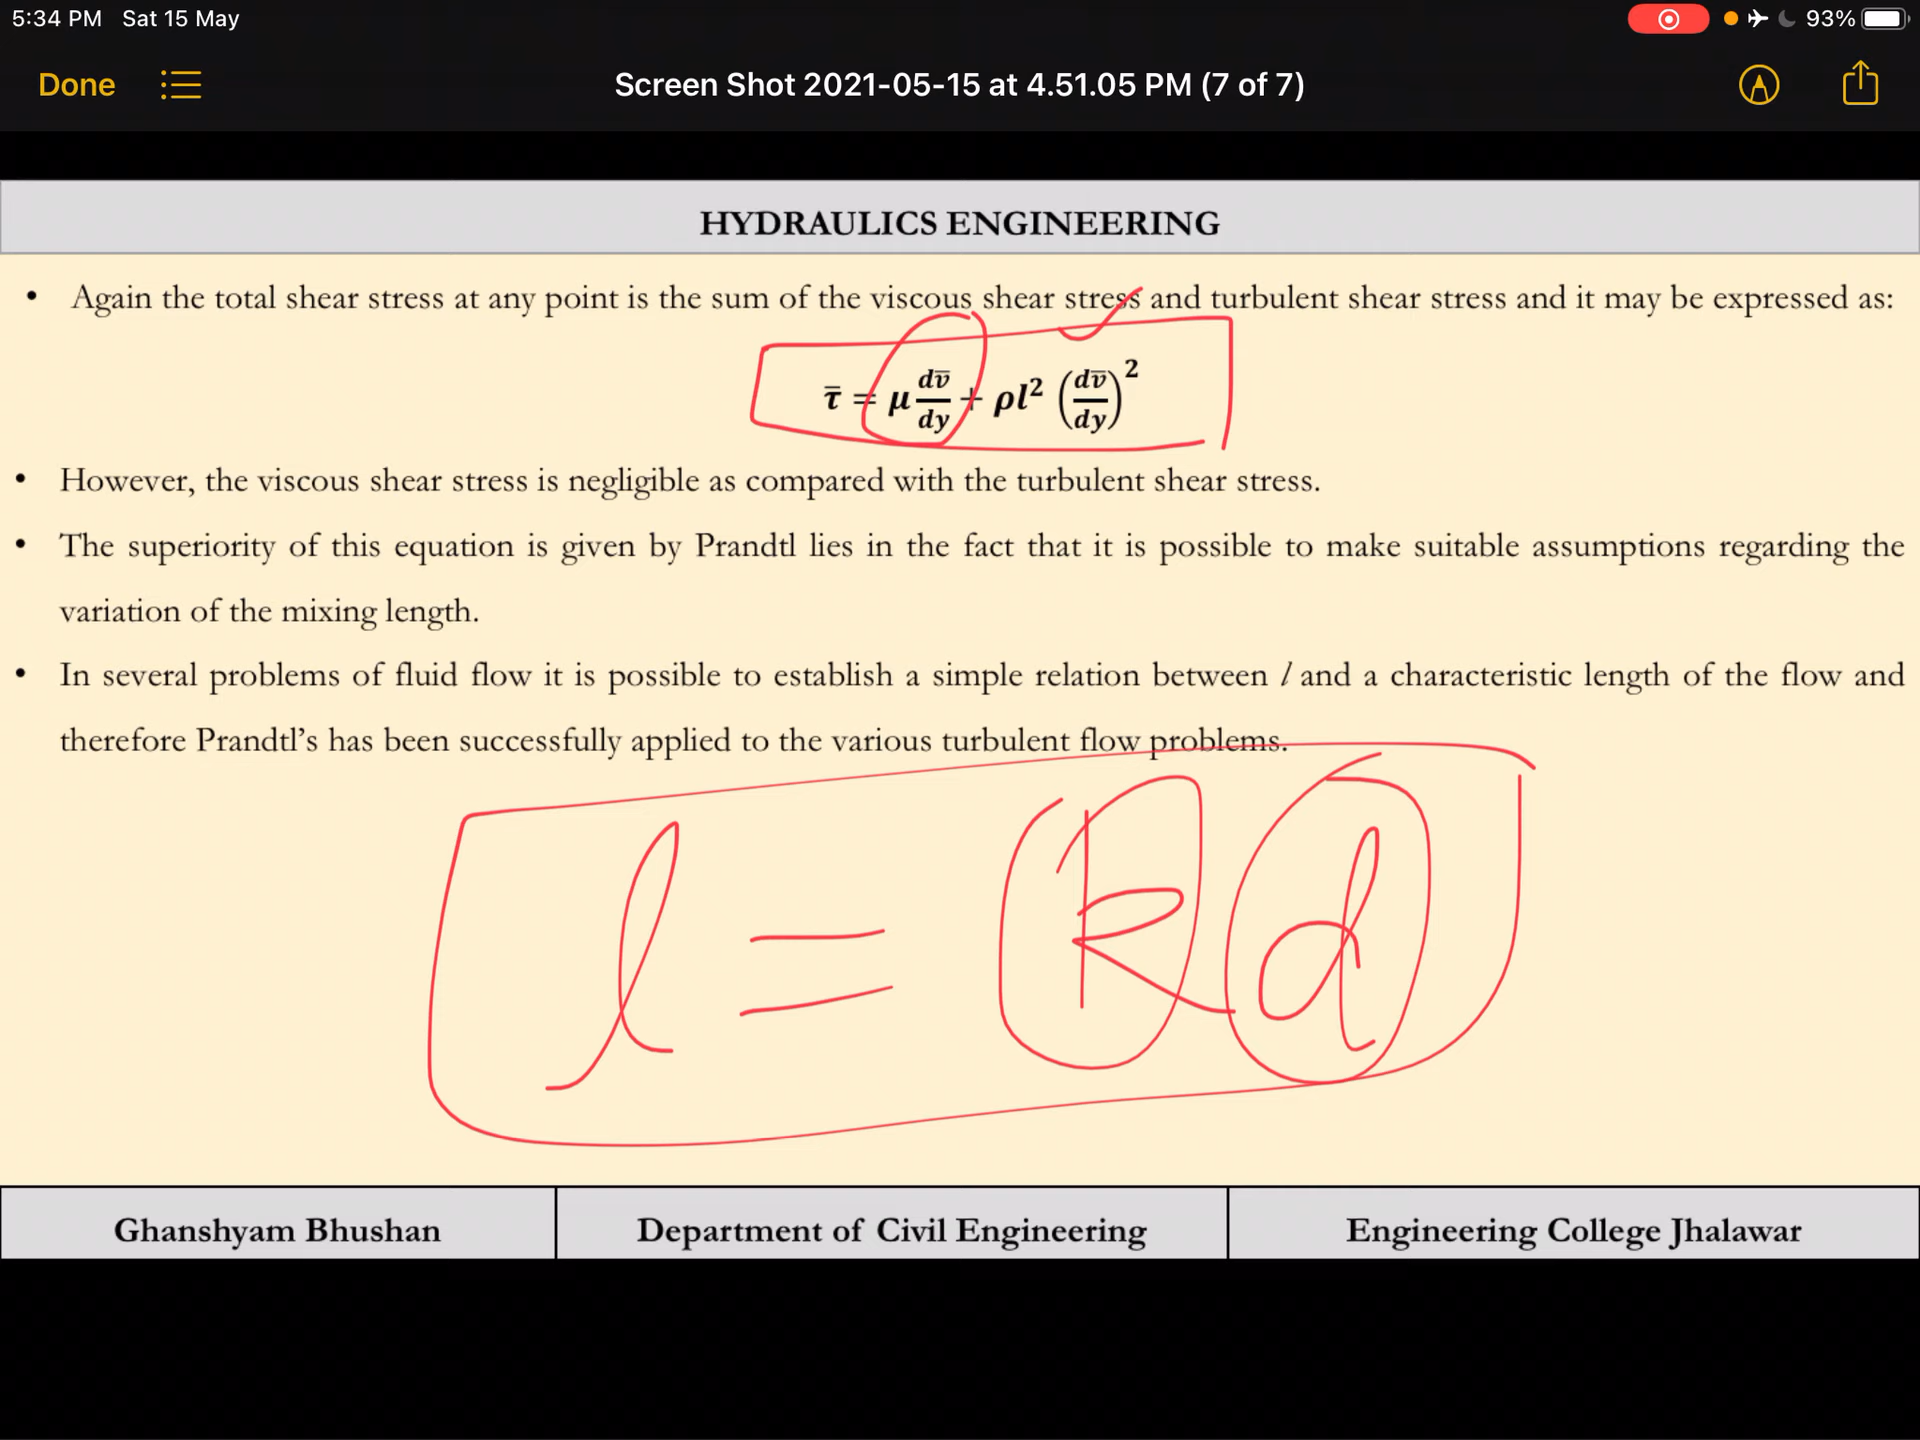 5:34 PM Sat 15 May 93%
Done Screen Shot 2021-05-15 at 4.51.05 PM (7 of 7)
HYDRAULICS ENGINEERING
• Again the total shear stress at any point is the sum of the viscous shear stress and turbulent shear stress and it may be expressed as:
τ̄ = μ dv̄/dy + ρl² (dv̄/dy)²
• However, the viscous shear stress is negligible as compared with the turbulent shear stress.
• The superiority of this equation is given by Prandtl lies in the fact that it is possible to make suitable assumptions regarding the
variation of the mixing length.
• In several problems of fluid flow it is possible to establish a simple relation between l and a characteristic length of the flow and
therefore Prandtl’s has been successfully applied to the various turbulent flow problems.
l = k d
Ghanshyam Bhushan Department of Civil Engineering Engineering College Jhalawar